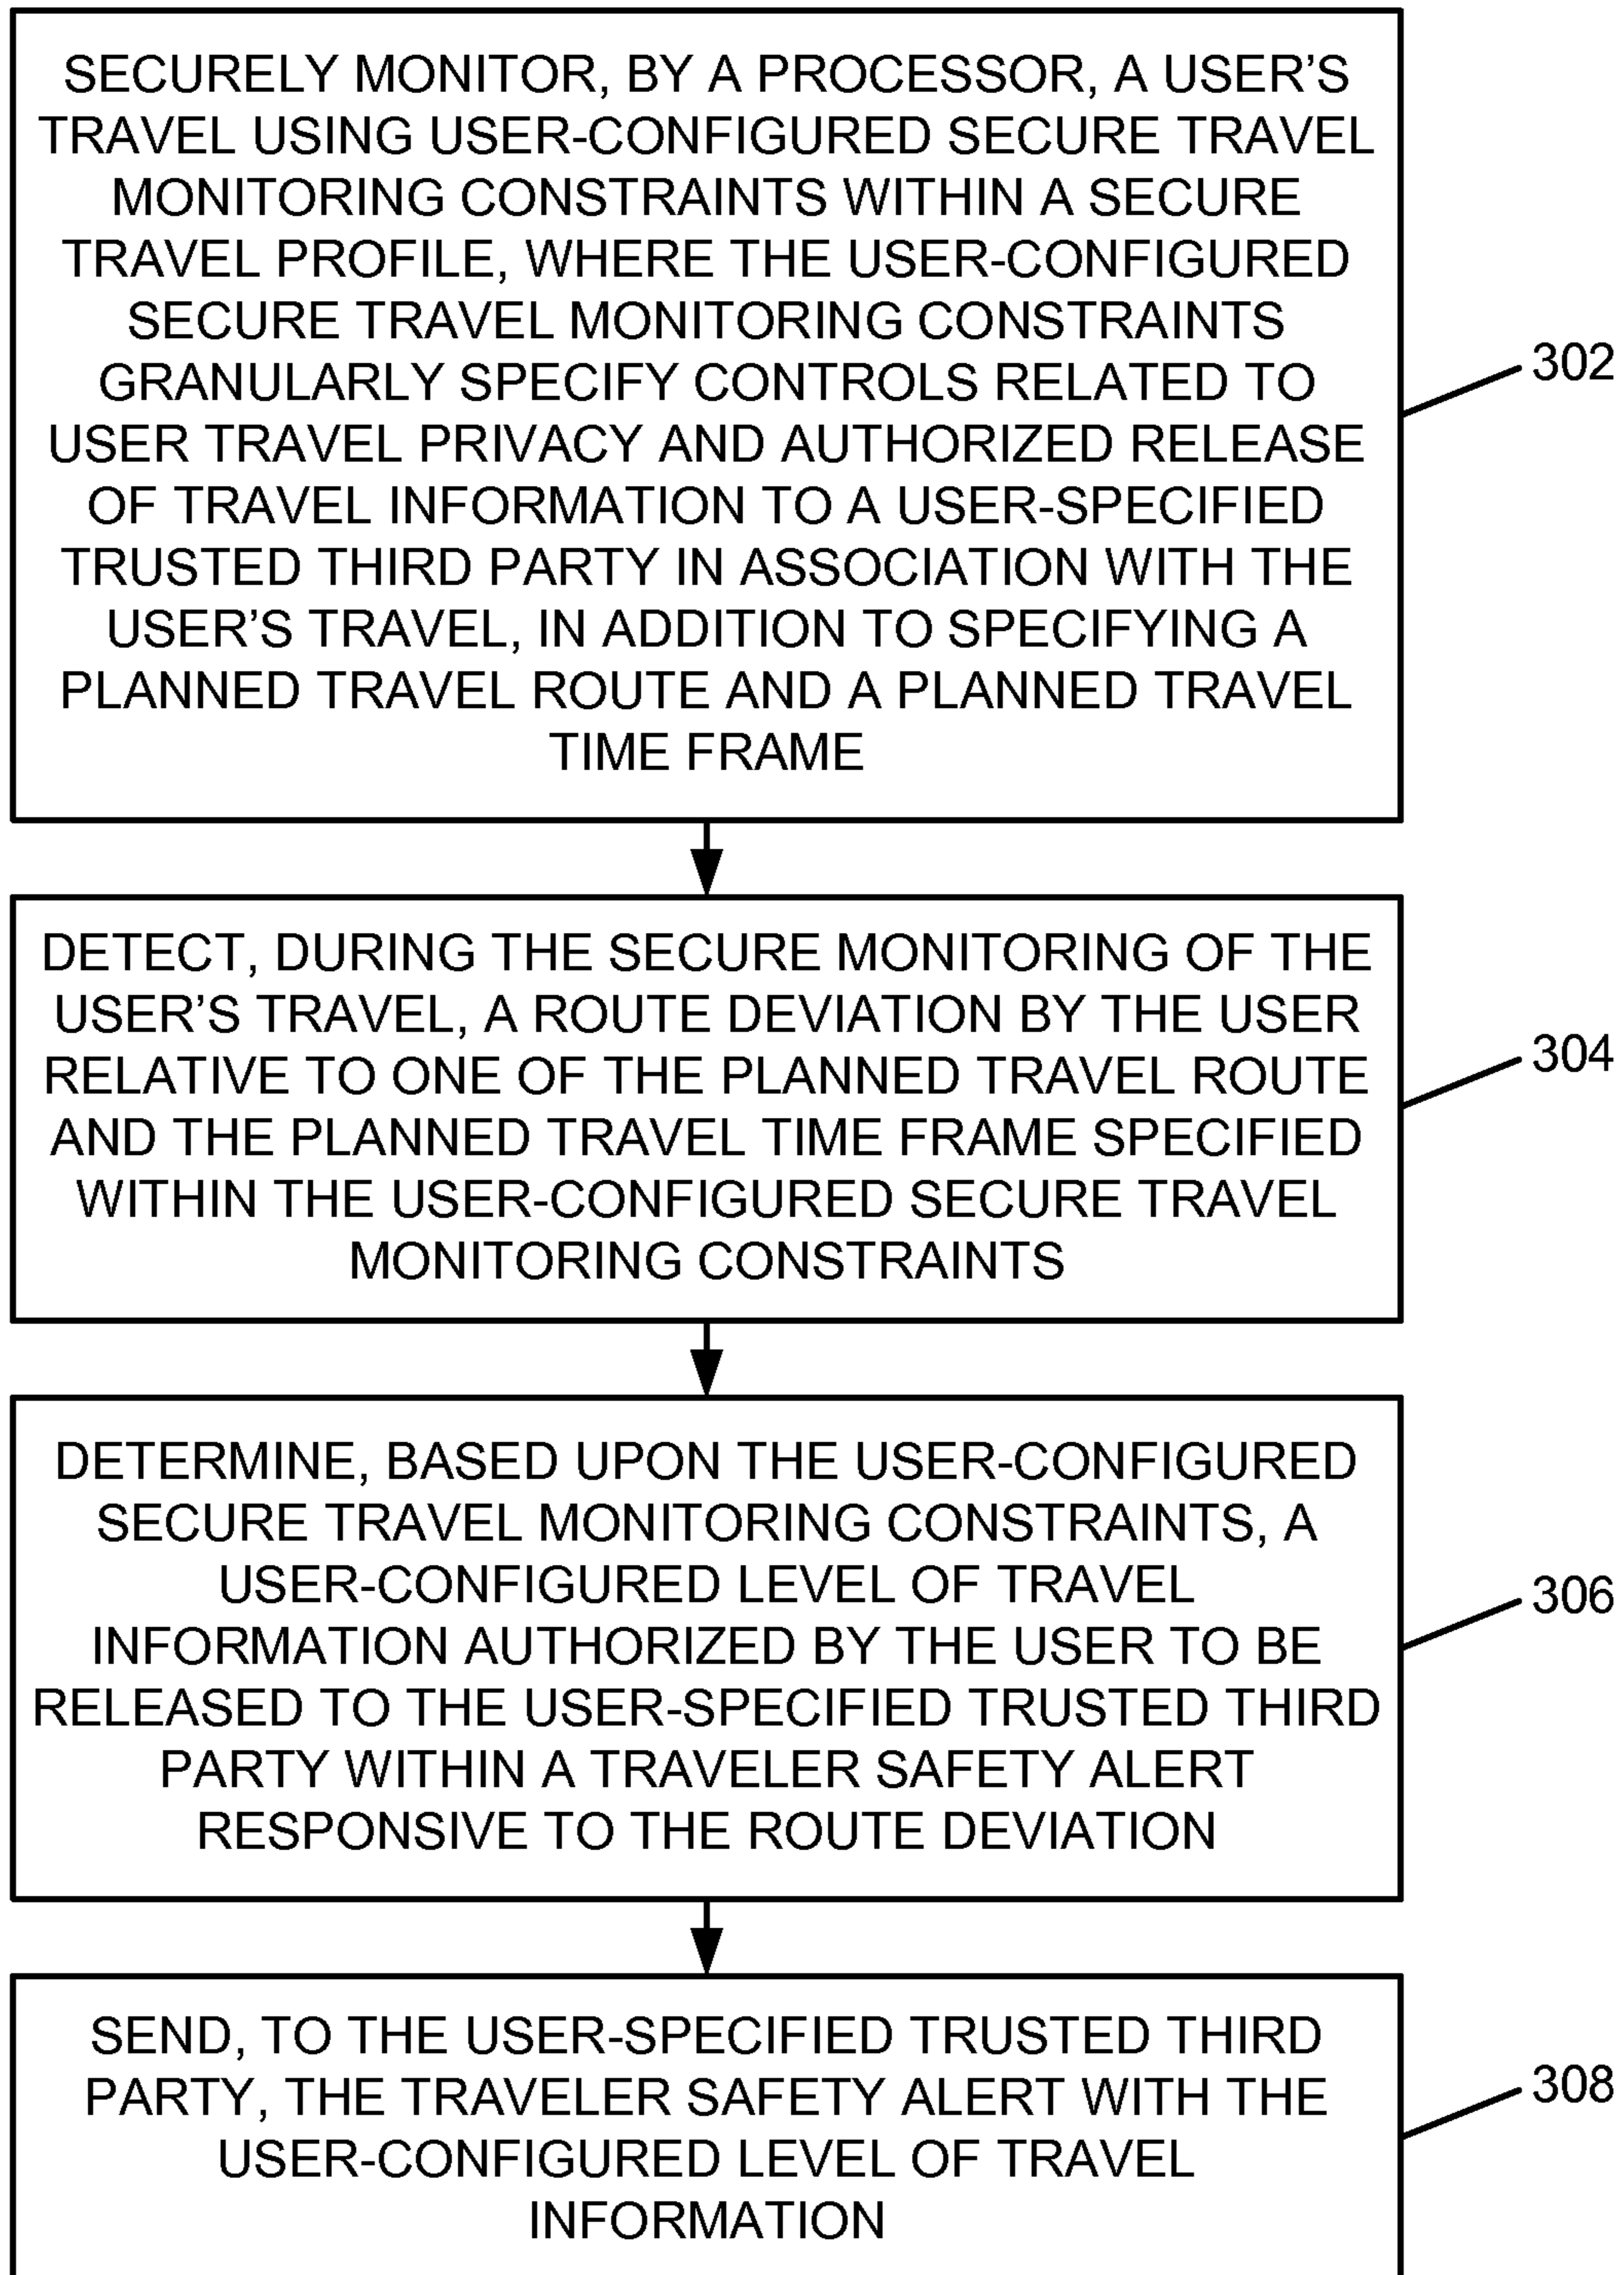 SECURELY MONITOR, BY A PROCESSOR, A USER'S
TRAVEL USING USER-CONFIGURED SECURE TRAVEL
MONITORING CONSTRAINTS WITHIN A SECURE
TRAVEL PROFILE, WHERE THE USER-CONFIGURED
SECURE TRAVEL MONITORING CONSTRAINTS
GRANULARLY SPECIFY CONTROLS RELATED TO
USER TRAVEL PRIVACY AND AUTHORIZED RELEASE
OF TRAVEL INFORMATION TO A USER-SPECIFIED
TRUSTED THIRD PARTY IN ASSOCIATION WITH THE
USER'S TRAVEL, IN ADDITION TO SPECIFYING A
PLANNED TRAVEL ROUTE AND A PLANNED TRAVEL
TIME FRAME
302
DETECT, DURING THE SECURE MONITORING OF THE
USER'S TRAVEL, A ROUTE DEVIATION BY THE USER
RELATIVE TO ONE OF THE PLANNED TRAVEL ROUTE
AND THE PLANNED TRAVEL TIME FRAME SPECIFIED
WITHIN THE USER-CONFIGURED SECURE TRAVEL
MONITORING CONSTRAINTS
304
DETERMINE, BASED UPON THE USER-CONFIGURED
SECURE TRAVEL MONITORING CONSTRAINTS, A
USER-CONFIGURED LEVEL OF TRAVEL
INFORMATION AUTHORIZED BY THE USER TO BE
RELEASED TO THE USER-SPECIFIED TRUSTED THIRD
PARTY WITHIN A TRAVELER SAFETY ALERT
RESPONSIVE TO THE ROUTE DEVIATION
306
SEND, TO THE USER-SPECIFIED TRUSTED THIRD
PARTY, THE TRAVELER SAFETY ALERT WITH THE
USER-CONFIGURED LEVEL OF TRAVEL
INFORMATION
308